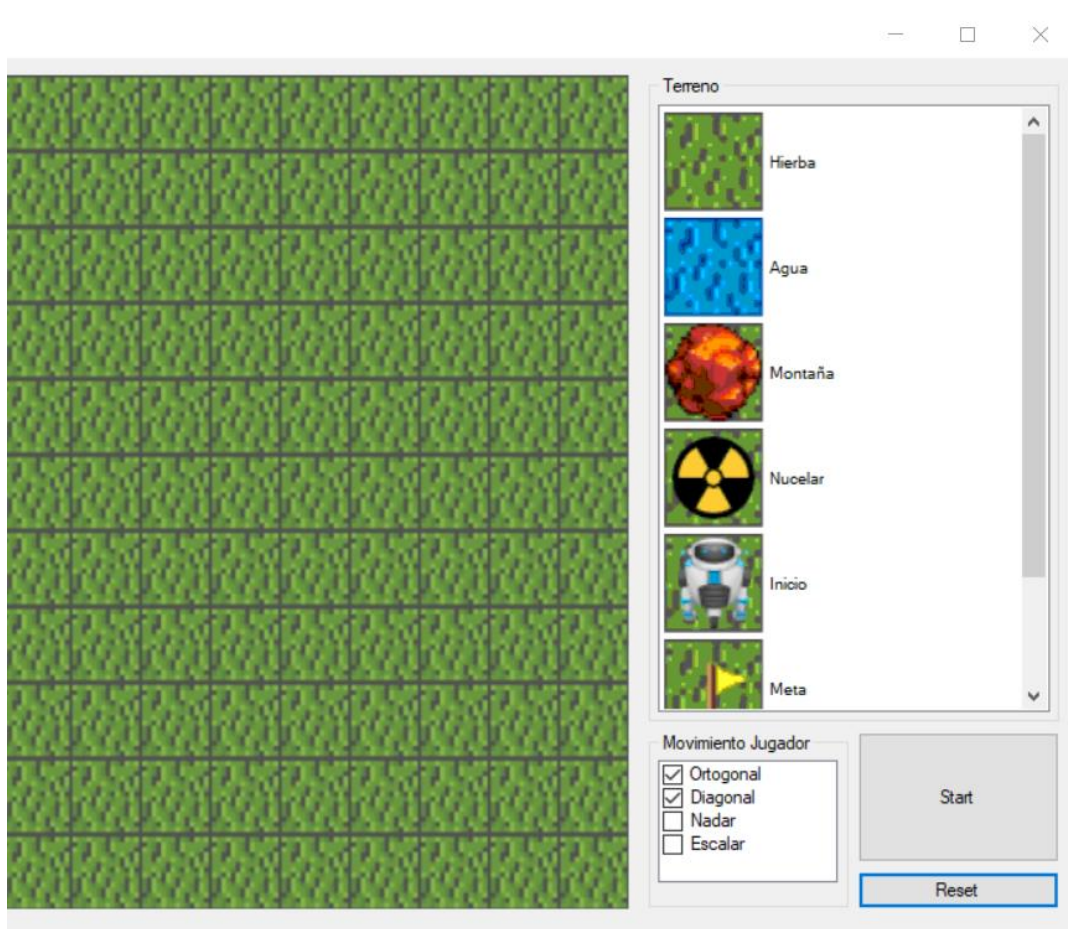 Terreno
Hierba
Agua
Montaña
Nucelar
Inicio
Meta
Movimiento Jugador
Ortogonal
Diagonal
Nadar
Escalar
Start
Reset